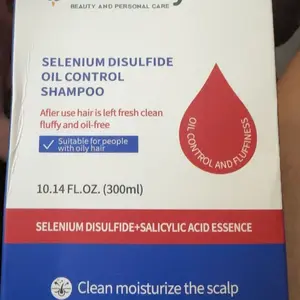 BEAUTY AND PERSONAL CARE
SELENIUM DISULFIDE
OIL CONTROL
SHAMPOO
Afler use hair is left fresh clean
fluffy and oil-free
Suitable for people
with oily hair
OIL CONTROL AND FLUFFINESS
10.14 FL.OZ. (300ml)
SELENIUM DISULFIDE+SALICYLIC ACID ESSENCE
Clean moisturize the scalp